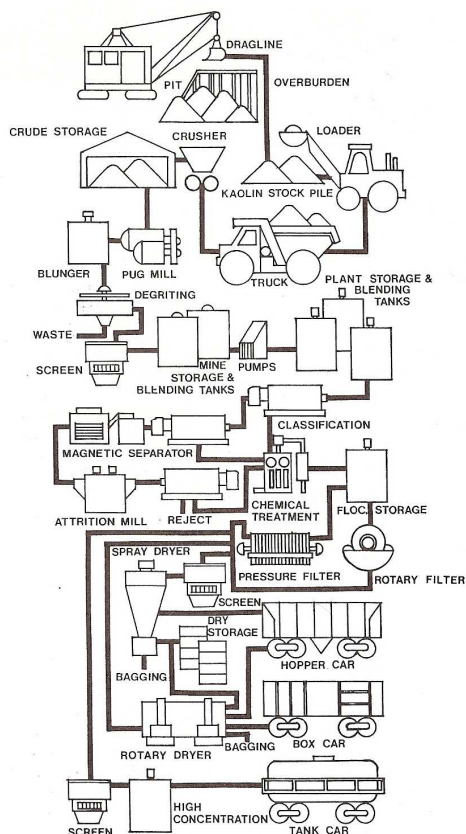 DRAGLINE
PIT
OVERBURDEN
CRUDE STORAGE
CRUSHER
LOADER
KAOLIN STOCK PILE
TRUCK
BLUNGER
PUG MILL
PLANT STORAGE &
BLENDING
TANKS
DEGRITING
WASTE
SCREEN
MINE
STORAGE &
BLENDING TANKS
PUMPS
CLASSIFICATION
MAGNETIC SEPARATOR
ATTRITION MILL
REJECT
CHEMICAL
TREATMENT
FLOC. STORAGE
SPRAY DRYER
PRESSURE FILTER
ROTARY FILTER
SCREEN
DRY
STORAGE
BAGGING
HOPPER CAR
ROTARY DRYER
BAGGING
BOX CAR
SCREEN
HIGH
CONCENTRATION
TANK CAR